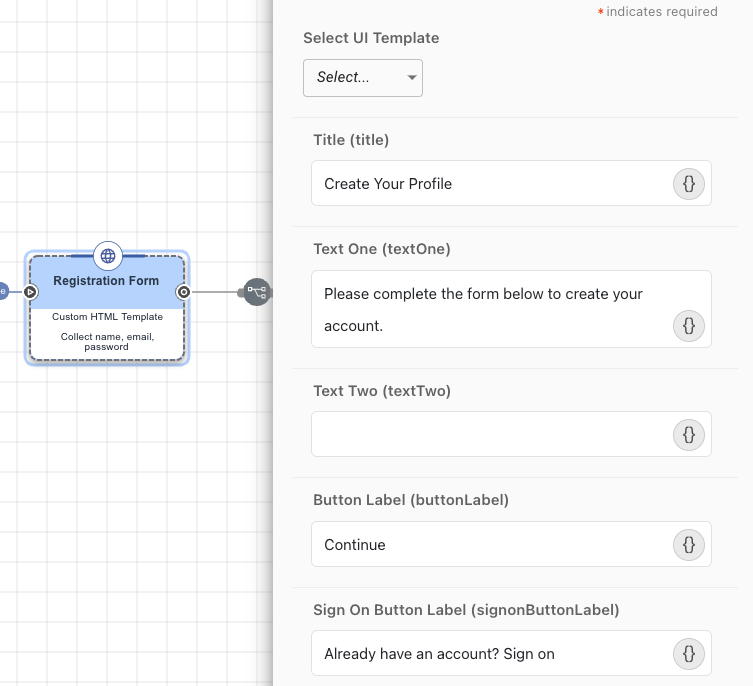 * indicates required
Select UI Template
Select...
Title (title)
Create Your Profile
{}
Text One (textOne)
Please complete the form below to create your
account.
{}
Text Two (textTwo)
{}
Button Label (buttonLabel)
Continue
{}
Sign On Button Label (signonButtonLabel)
Already have an account? Sign on
{}
Registration Form
Custom HTML Template
Collect name, email,
password